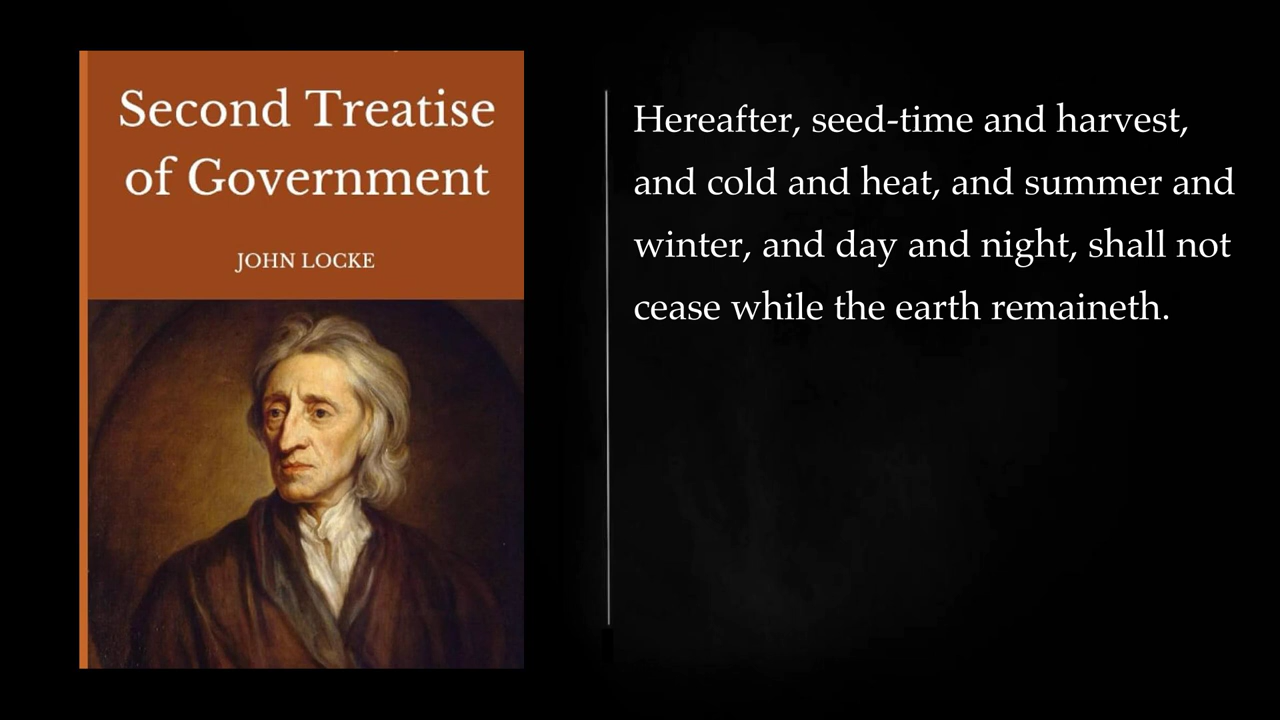 Second Treatise
of Government
JOHN LOCKE
Hereafter, seed-time and harvest,
and cold and heat, and summer and
winter, and day and night, shall not
cease while the earth remaineth.